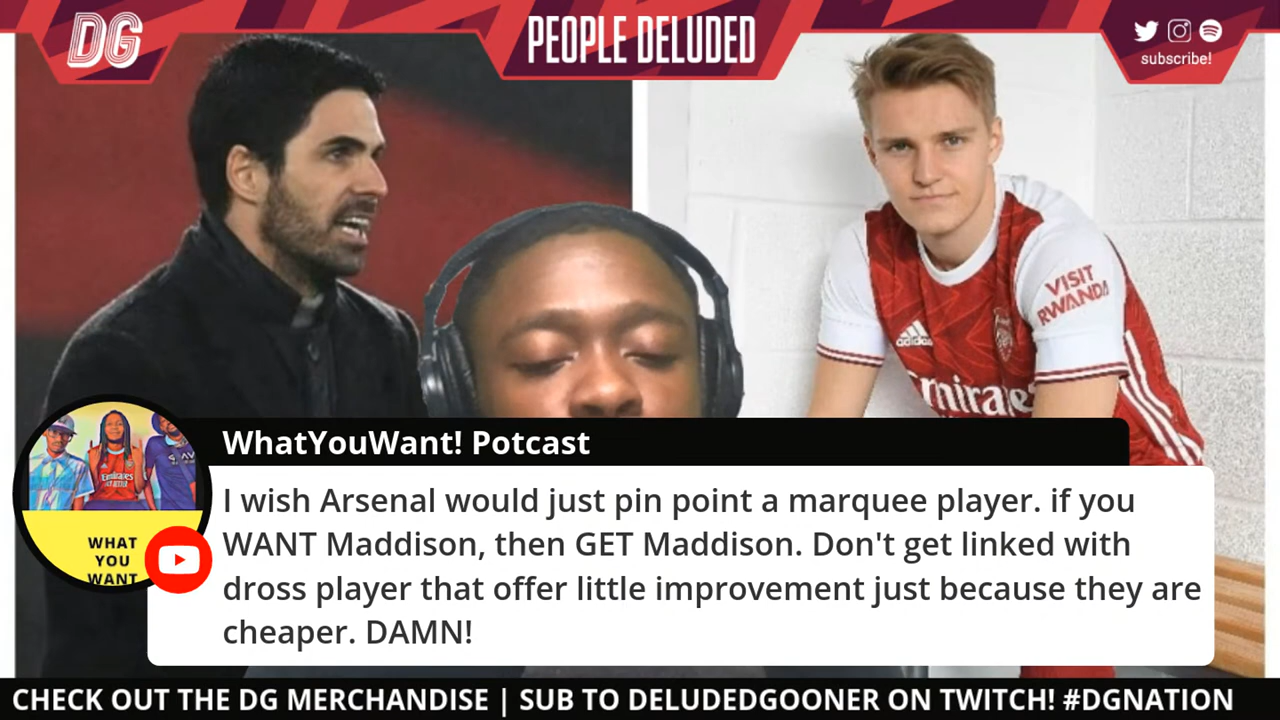 DG
PEOPLE DELUDED
subscribe!
VISIT
RWANDA
adidas
Emirates
WhatYouWant! Potcast
I wish Arsenal would just pin point a marquee player. if you
WANT Maddison, then GET Maddison. Don't get linked with
dross player that offer little improvement just because they are
cheaper. DAMN!
Emirates
WHAT
YOU
WANT
CHECK OUT THE DG MERCHANDISE | SUB TO DELUDEDGOONER ON TWITCH! #DGNATION